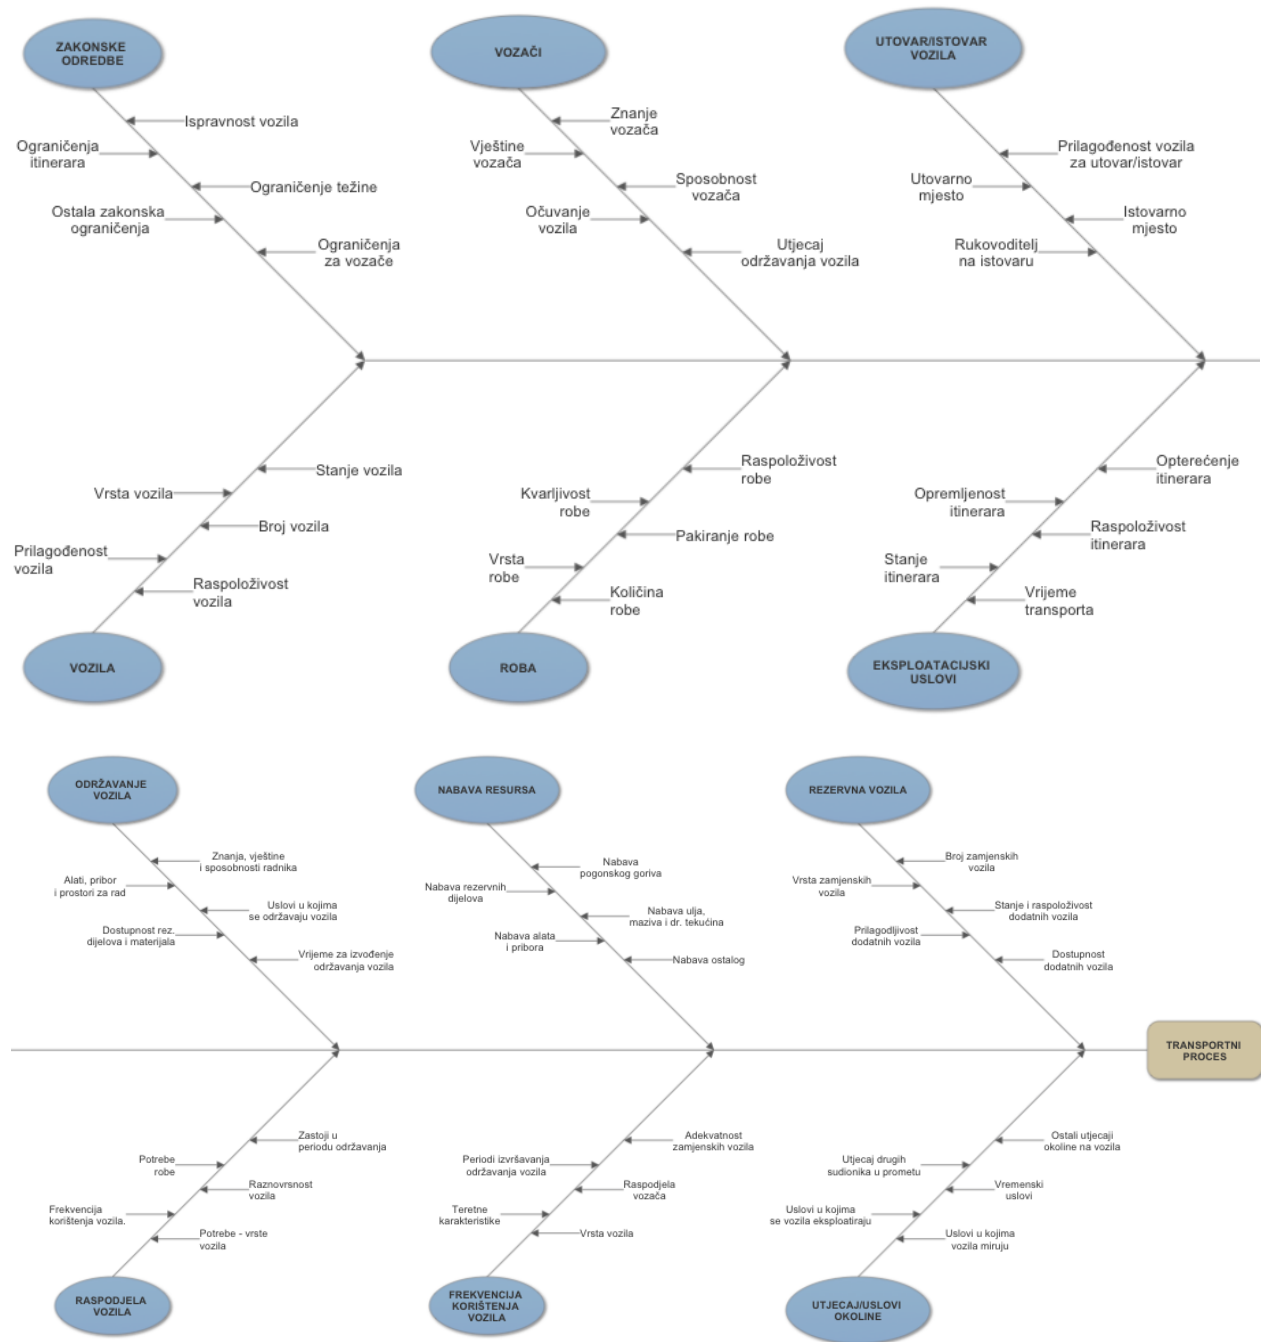 ZAKONSKE
ODREDBE
Ispravnost vozila
Ograničenja
itinerara
Ograničenje težine
Ostala zakonska
ograničenja
Ograničenja
za vozače
VOZAČI
Znanje
vozača
Vještine
vozača
Sposobnost
vozača
Očuvanje
vozila
Utjecaj
održavanja vozila
UTOVAR/ISTOVAR
VOZILA
Prilagođenost vozila
za utovar/istovar
Utovarno
mjesto
Istovarno
mjesto
Rukovoditelj
na istovaru
Stanje vozila
Vrsta vozila
Broj vozila
Prilagođenost
vozila
Raspoloživost
vozila
VOZILA
Raspoloživost
robe
Kvarljivost
robe
Pakiranje robe
Vrsta
robe
Količina
robe
ROBA
Opterećenje
itinerara
Opremljenost
itinerara
Raspoloživost
itinerara
Stanje
itinerara
Vrijeme
transporta
EKSPLOATACIJSKI
USLOVI
ODRŽAVANJE
VOZILA
Znanja, vještine
i sposobnosti radnika
Alati, pribor
i prostori za rad
Uslovi u kojima
se održavaju vozila
Dostupnost rez.
dijelova i materijala
Vrijeme za izvođenje
održavanja vozila
NABAVA RESURSA
Nabava
pogonskog goriva
Nabava rezervnih
dijelova
Nabava ulja,
maziva i dr. tekućina
Nabava alata
i pribora
Nabava ostalog
REZERVNA VOZILA
Broj zamjenskih
vozila
Vrsta zamjenskih
vozila
Stanje i raspoloživost
dodatnih vozila
Prilagodljivost
dodatnih vozila
Dostupnost
dodatnih vozila
TRANSPORTNI
PROCES
Zastoji u
periodu održavanja
Potrebe
robe
Raznovrsnost
vozila
Frekvencija
korištenja vozila.
Potrebe - vrste
vozila
RASPODJELA
VOZILA
Adekvatnost
zamjenskih vozila
Periodi izvršavanja
održavanja vozila
Raspodjela
vozača
Teretne
karakteristike
Vrsta vozila
FREKVENCIJA
KORIŠTENJA
VOZILA
Ostali utjecaji
okoline na vozila
Utjecaj drugih
sudionika u prometu
Vremenski
uslovi
Uslovi u kojima
se vozila eksploatiraju
Uslovi u kojima
vozila miruju
UTJECAJ/USLOVI
OKOLINE